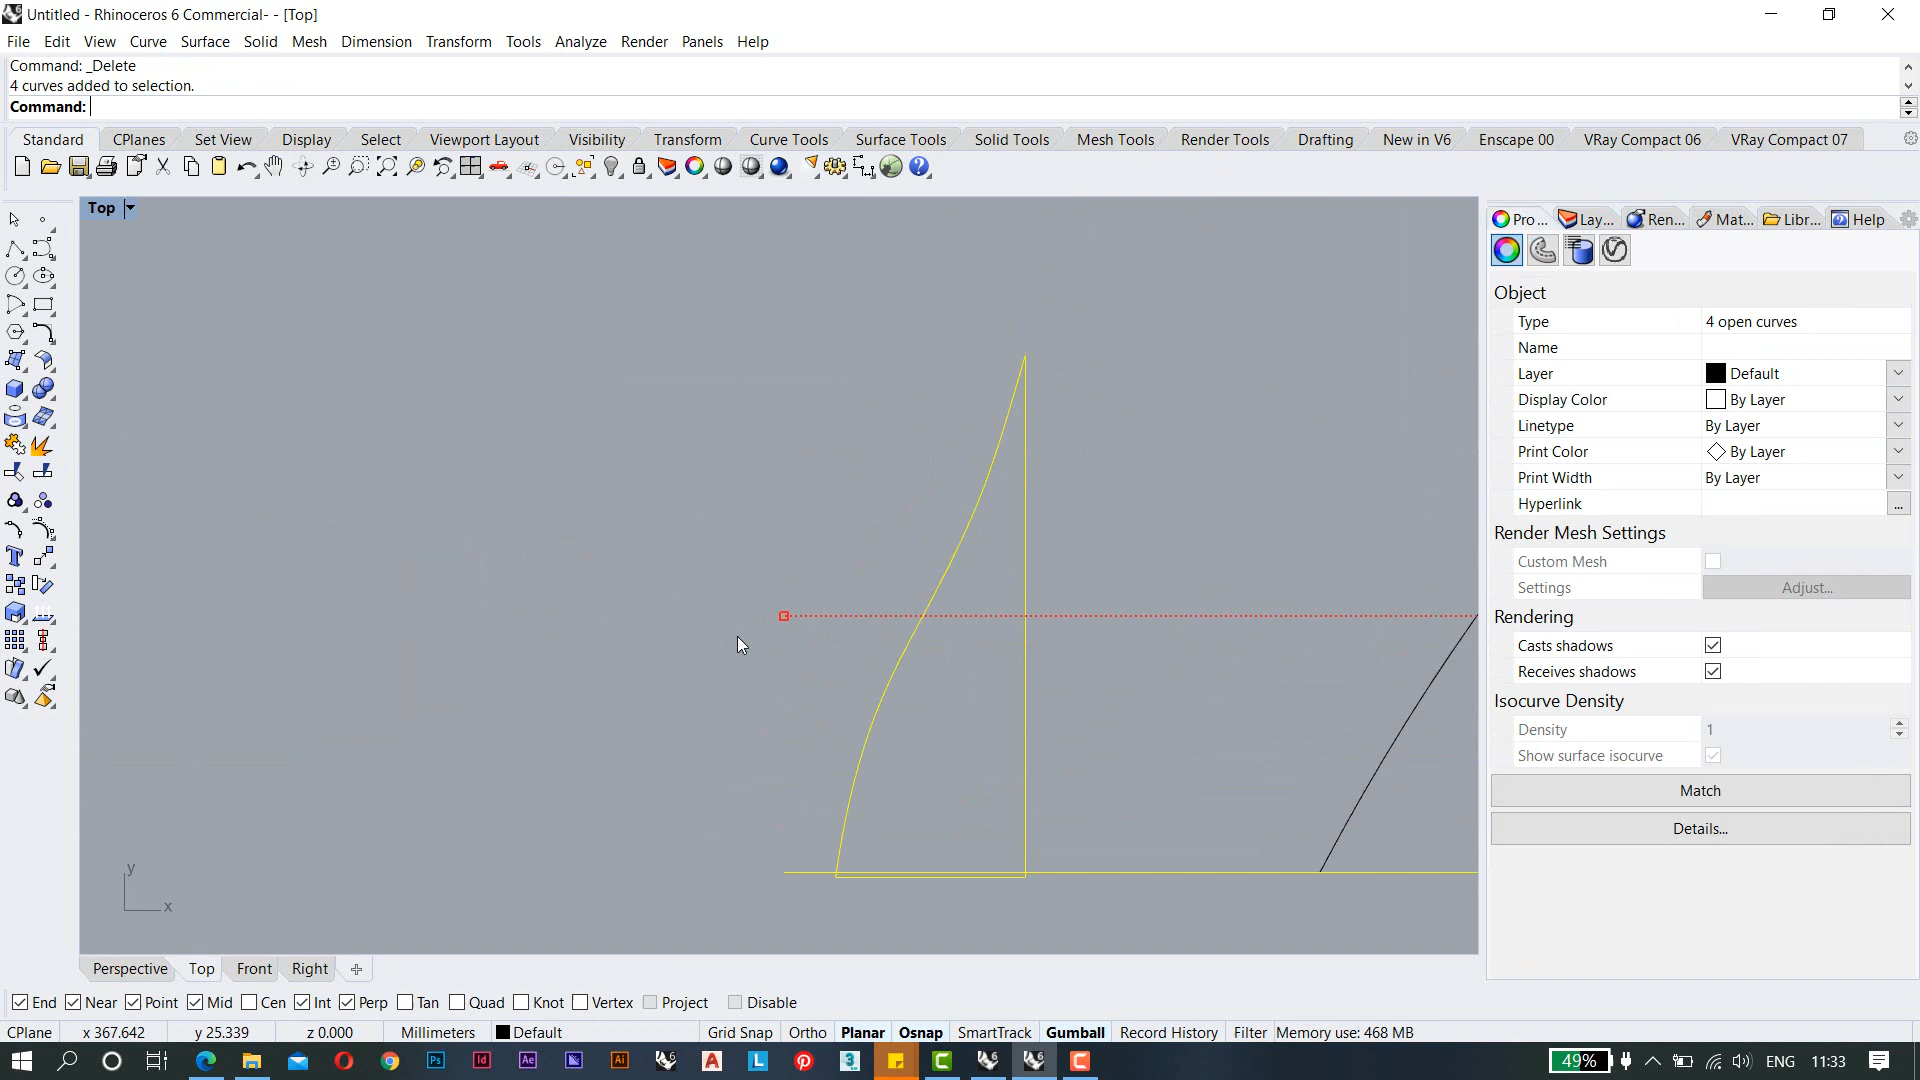 Untitled - Rhinoceros 6 Commercial- - [Top]
File Edit View Curve Surface Solid Mesh Dimension Transform Tools Analyze Render Panels Help
Command: _Delete
4 curves added to selection.
Command:
Standard CPlanes Set View Display Select Viewport Layout Visibility Transform Curve Tools Surface Tools Solid Tools Mesh Tools Render Tools Drafting New in V6 Enscape 00 VRay Compact 06 VRay Compact 07
Top
Pro... Lay... Ren... Mat... Libr... Help
Object
Type 4 open curves
Name
Layer Default
Display Color By Layer
Linetype By Layer
Print Color By Layer
Print Width By Layer
Hyperlink ...
Render Mesh Settings
Custom Mesh
Settings Adjust...
Rendering
Casts shadows
Receives shadows
Isocurve Density
Density 1
Show surface isocurve
Match
Details...
y
x
Perspective Top Front Right
End Near Point Mid Cen Int Perp Tan Quad Knot Vertex Project Disable
CPlane x 367.642 y 25.339 z 0.000 Millimeters Default Grid Snap Ortho Planar Osnap SmartTrack Gumball Record History Filter Memory use: 468 MB
Ps Id Ae Ai 6 A L 3 C 6 6 C 49% ENG 11:33